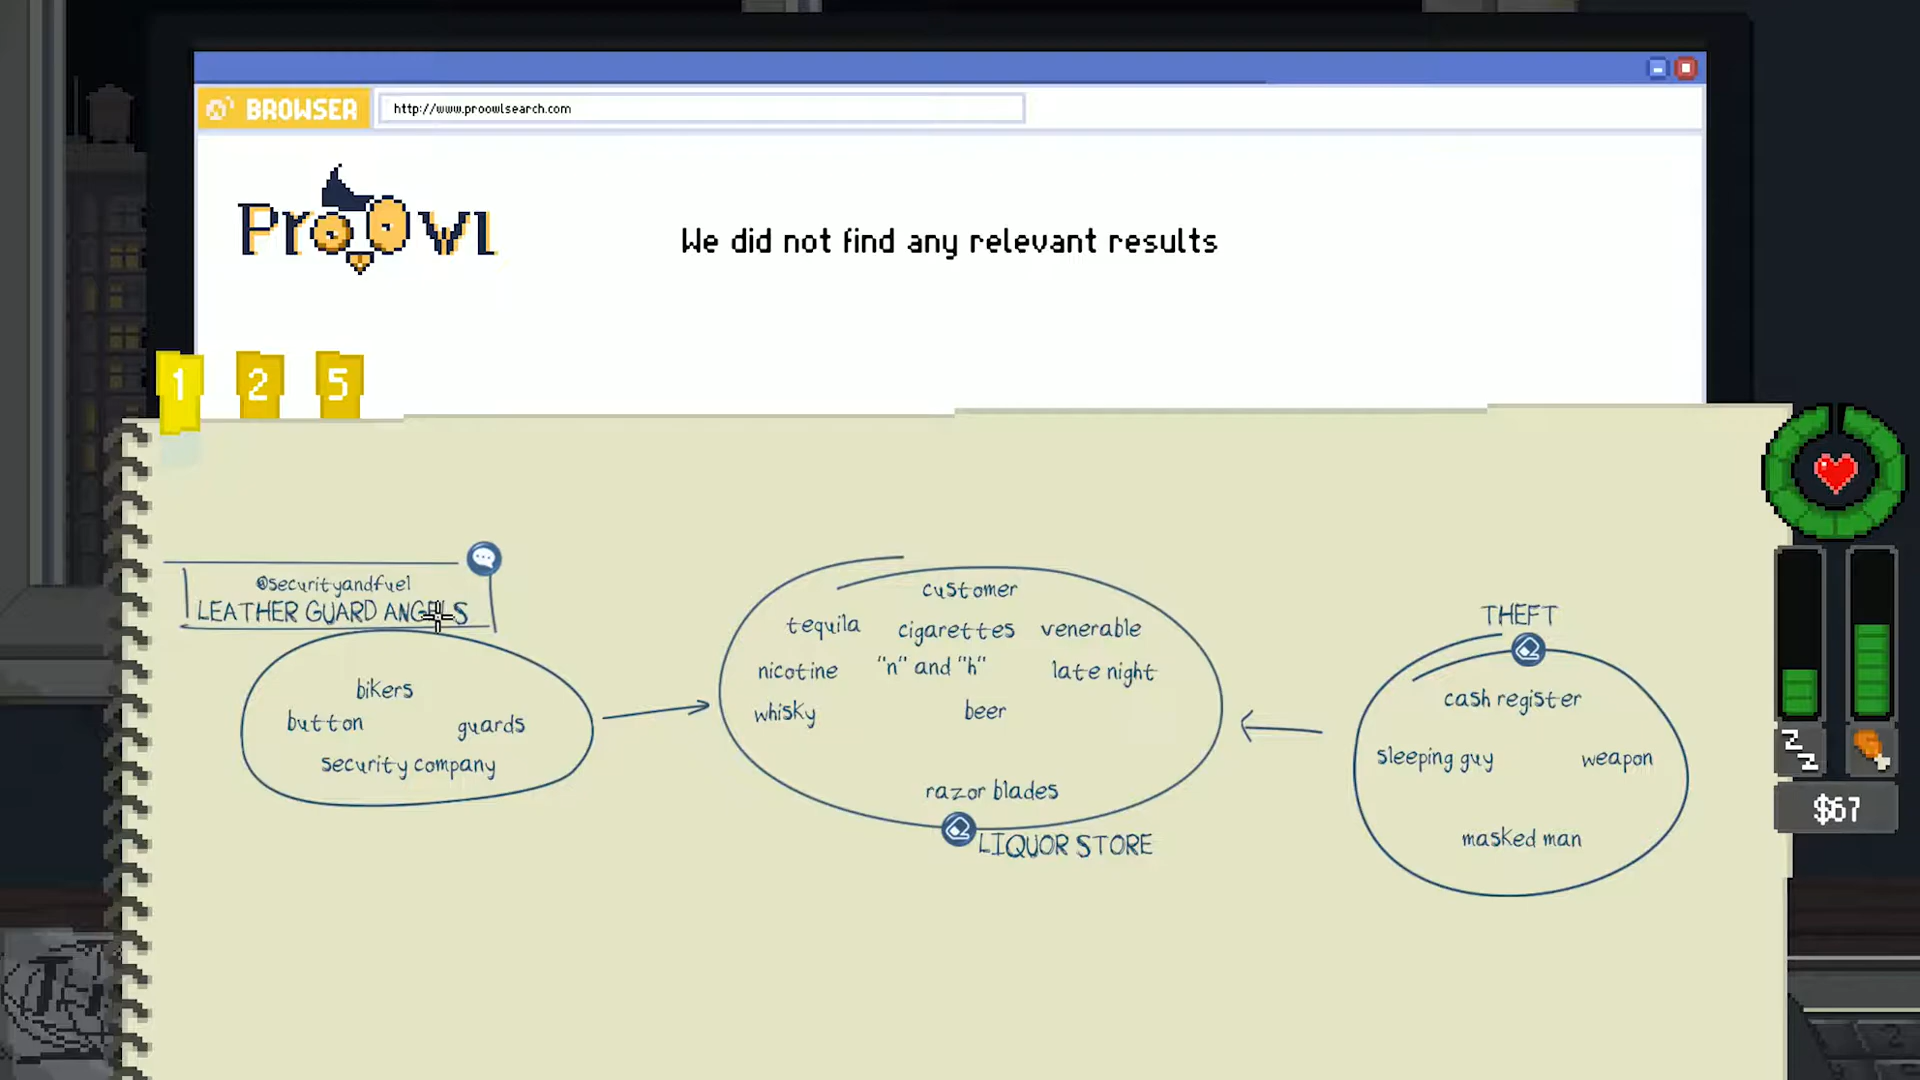 BROWSER
http://www.proowlsearch.com
PrOOwl
We did not find any relevant results
1 2 5
@securityandfuel
LEATHER GUARD ANGELS
bikers
button
guards
security company
customer
tequila
cigarettes
venerable
nicotine
"n" and "h"
late night
whisky
beer
razor blades
LIQUOR STORE
THEFT
cash register
sleeping guy
weapon
masked man
$67